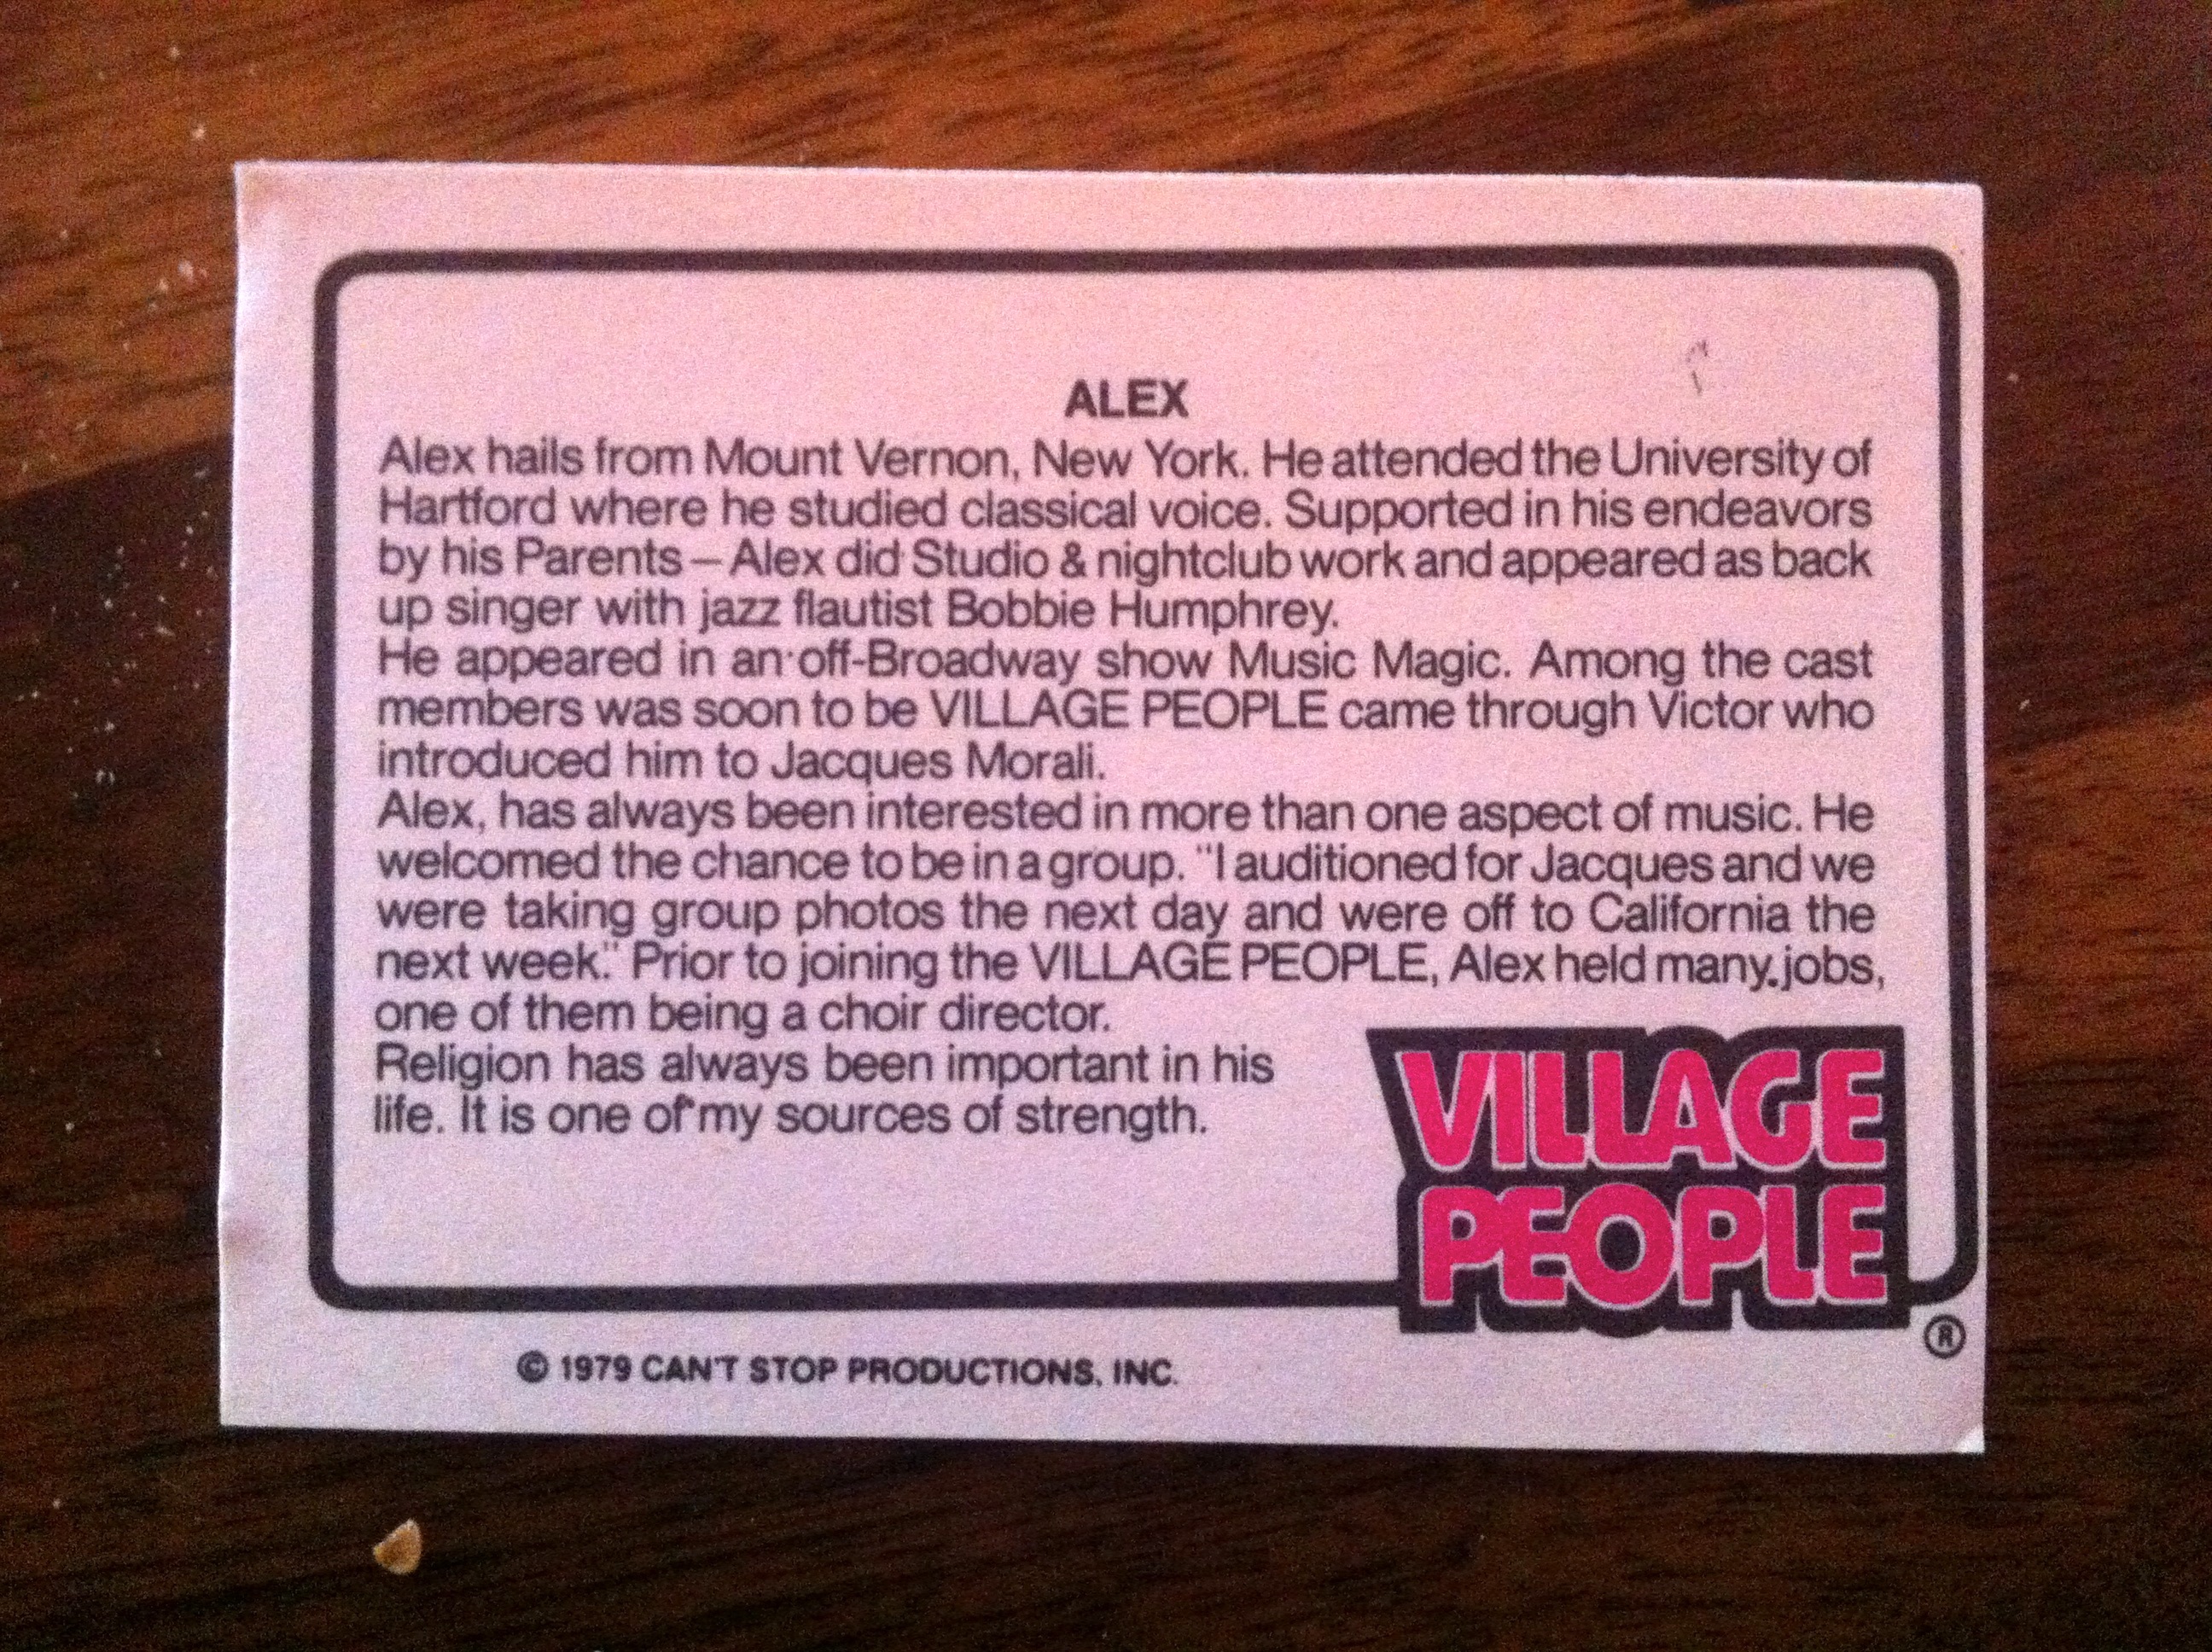 ALEX
Alex hails from Mount Vernon, New York. He attended the University of
Hartford where he studied classical voice. Supported in his endeavors
by his Parents – Alex did Studio & nightclub work and appeared as back
up singer with jazz flautist Bobbie Humphrey.
He appeared in an off-Broadway show Music Magic. Among the cast
members was soon to be VILLAGE PEOPLE came through Victor who
introduced him to Jacques Morali.
Alex, has always been interested in more than one aspect of music. He
welcomed the chance to be in a group. "I auditioned for Jacques and we
were taking group photos the next day and were off to California the
next week." Prior to joining the VILLAGE PEOPLE, Alex held many jobs,
one of them being a choir director.
Religion has always been important in his
life. It is one of my sources of strength.
VILLAGE
PEOPLE
®
© 1979 CAN'T STOP PRODUCTIONS, INC.